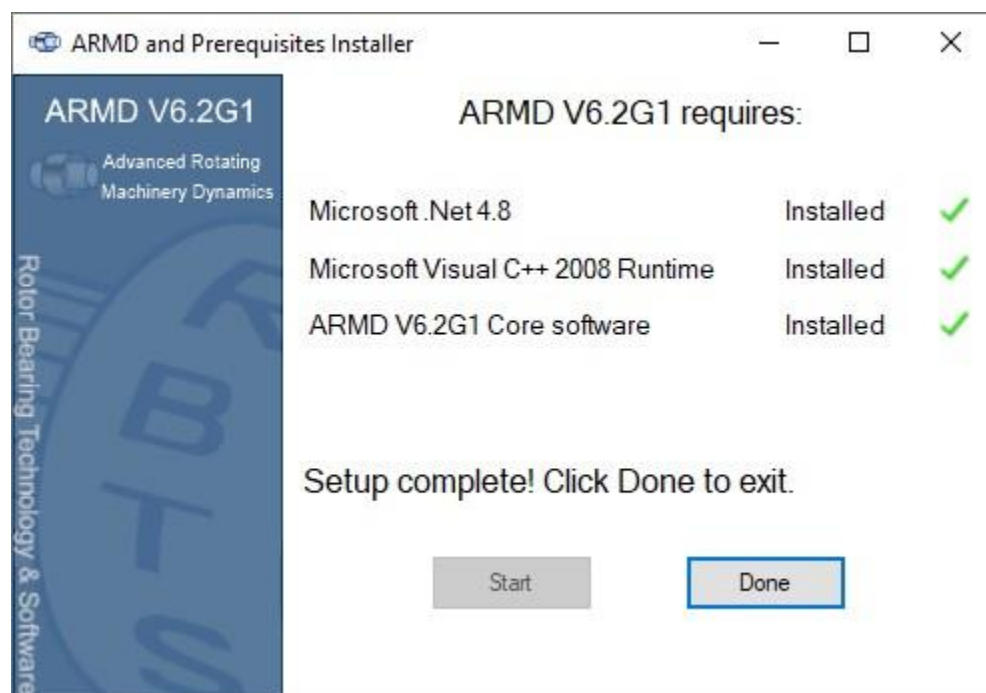 ARMD and Prerequisites Installer
ARMD V6.2G1
Advanced Rotating
Machinery Dynamics
Rotor Bearing Technology & Software
RBTS
ARMD V6.2G1 requires:
Microsoft .Net 4.8 Installed
Microsoft Visual C++ 2008 Runtime Installed
ARMD V6.2G1 Core software Installed
Setup complete! Click Done to exit.
Start
Done